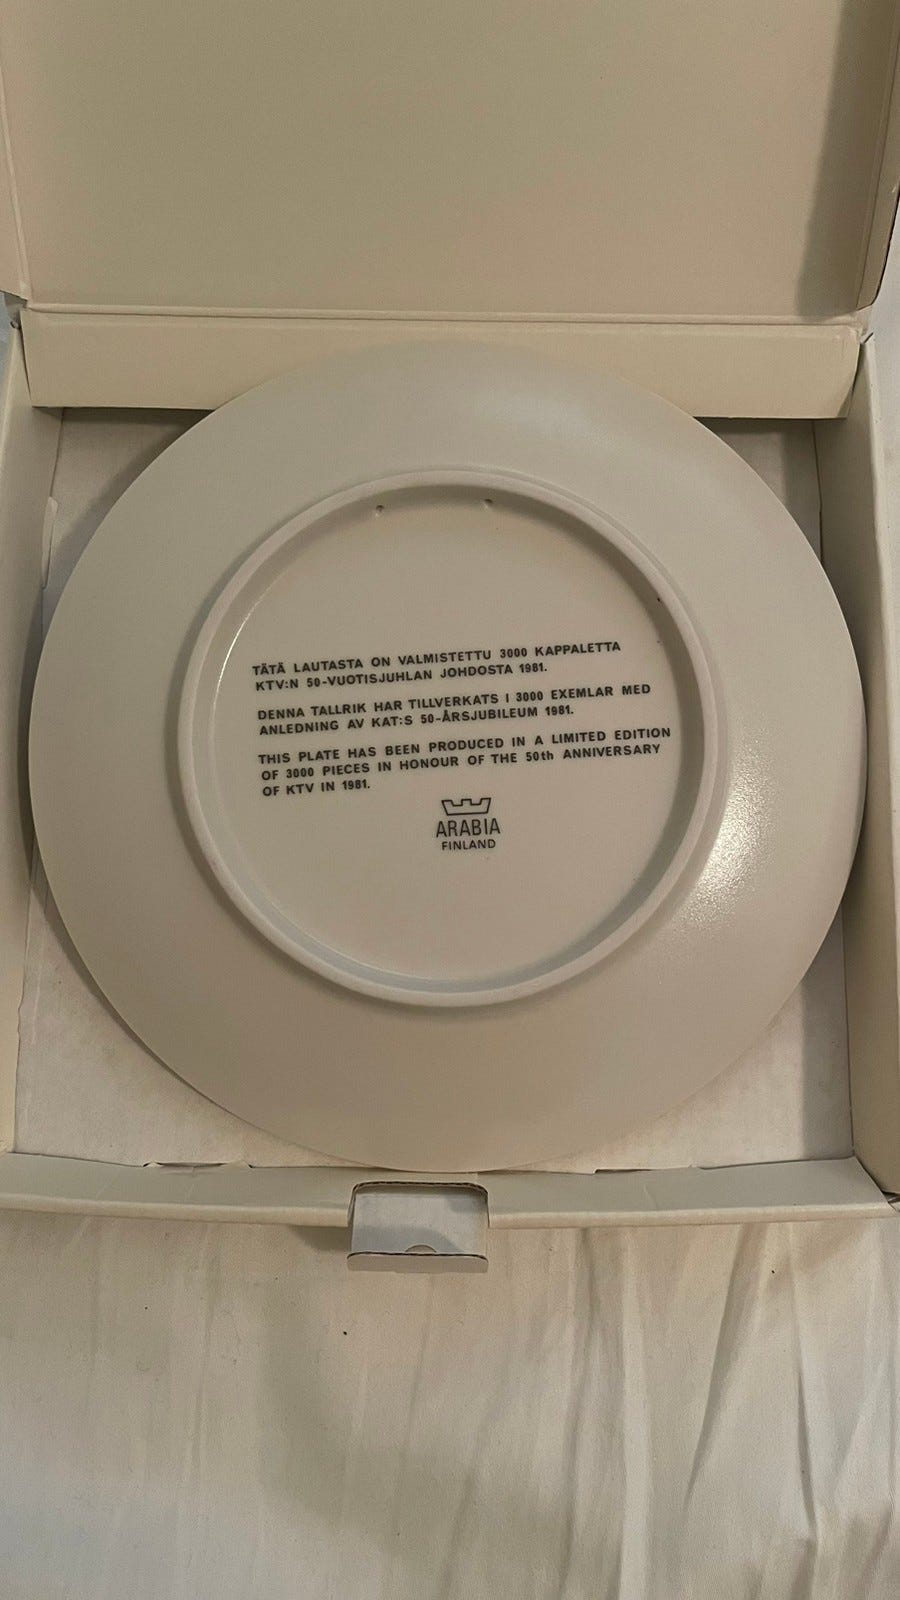 TÄTÄ LAUTASTA ON VALMISTETTU 3000 KAPPALETTA
KTV:N 50-VUOTISJUHLAN JOHDOSTA 1981.
DENNA TALLRIK HAR TILLVERKATS I 3000 EXEMLAR MED
ANLEDNING AV KAT:S 50-ÅRSJUBILEUM 1981.
THIS PLATE HAS BEEN PRODUCED IN A LIMITED EDITION
OF 3000 PIECES IN HONOUR OF THE 50th ANNIVERSARY
OF KTV IN 1981.
ARABIA
FINLAND